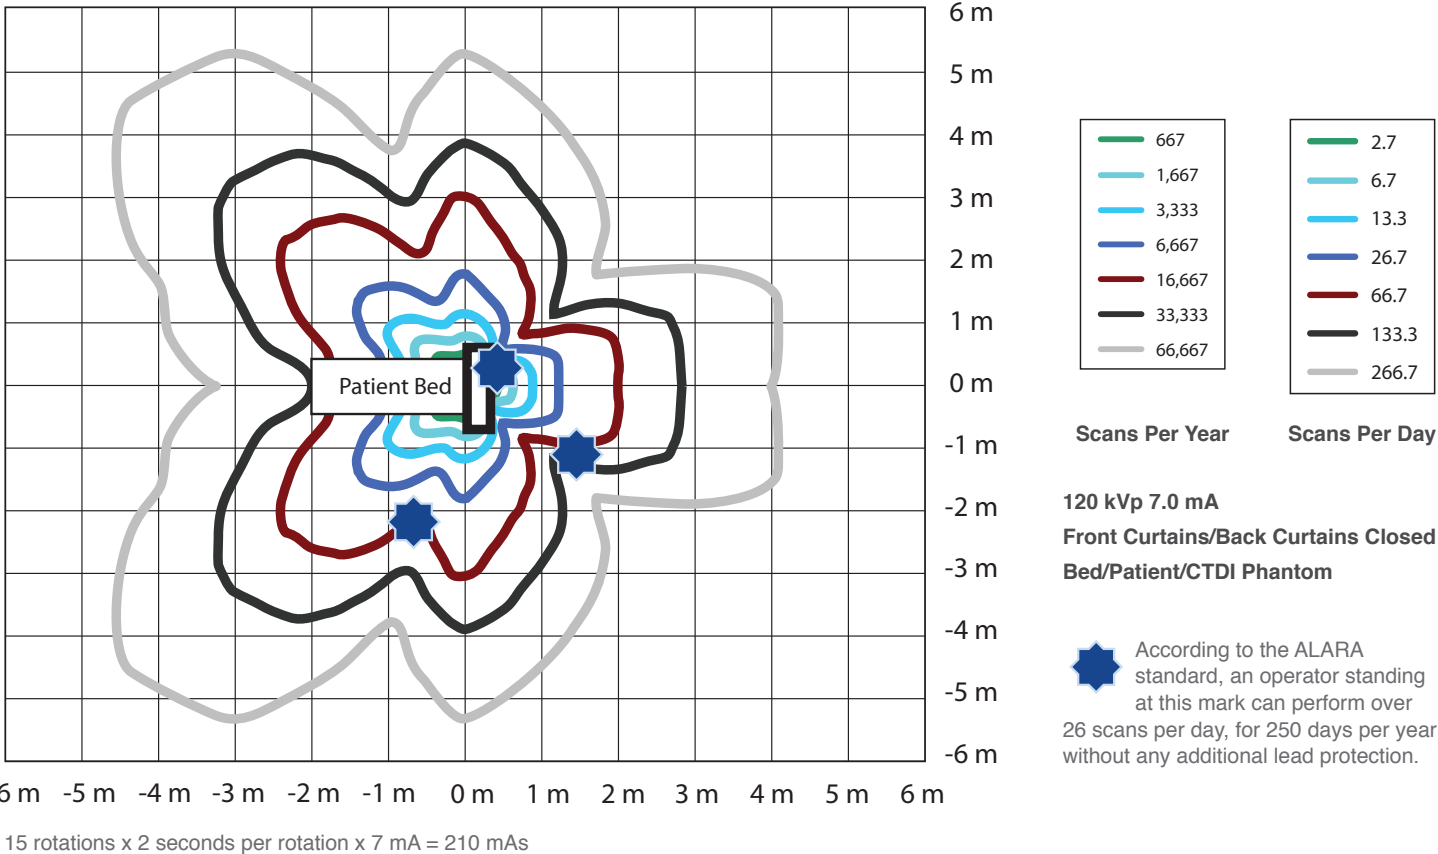 6 m
5 m
4 m
3 m
2 m
1 m
0 m
-1 m
-2 m
-3 m
-4 m
-5 m
-6 m
Patient Bed
6 m -5 m -4 m -3 m -2 m -1 m 0 m 1 m 2 m 3 m 4 m 5 m 6 m
15 rotations x 2 seconds per rotation x 7 mA = 210 mAs
667
1,667
3,333
6,667
16,667
33,333
66,667
Scans Per Year
2.7
6.7
13.3
26.7
66.7
133.3
266.7
Scans Per Day
120 kVp 7.0 mA
Front Curtains/Back Curtains Closed
Bed/Patient/CTDI Phantom
According to the ALARA
standard, an operator standing
at this mark can perform over
26 scans per day, for 250 days per year
without any additional lead protection.